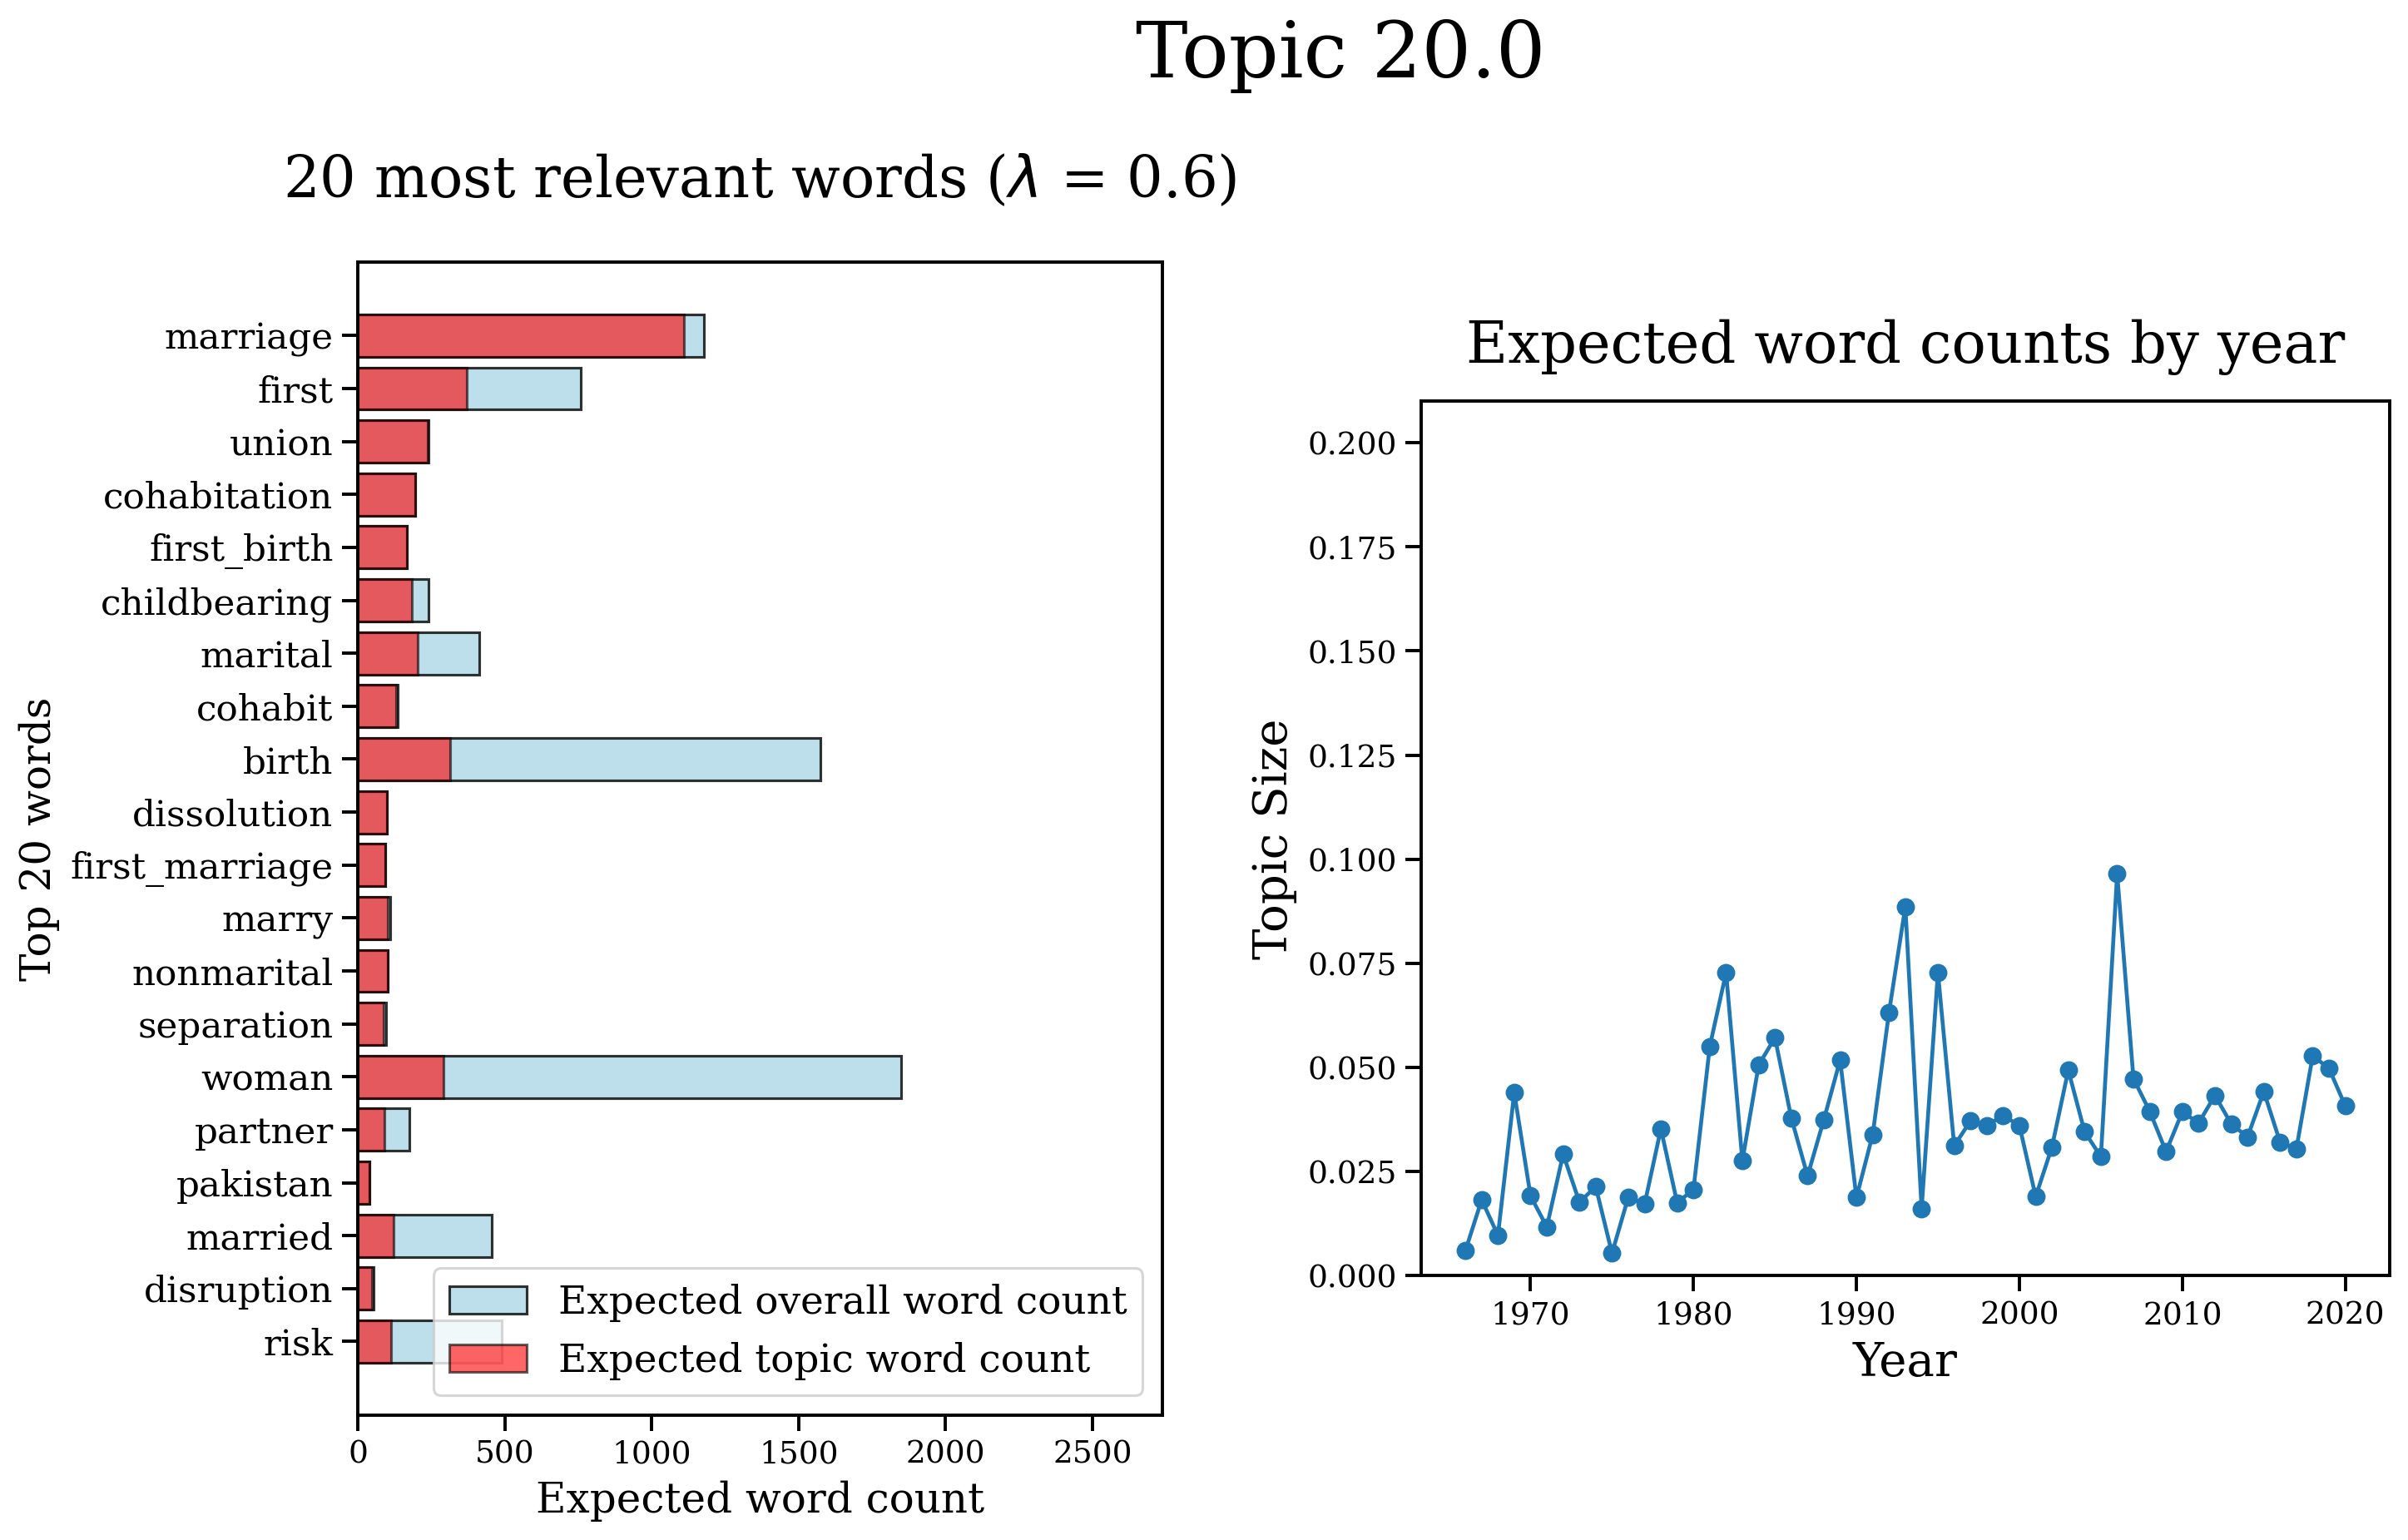 Topic 20.0
20 most relevant words (λ = 0.6)
Top 20 words
marriage
first
union
cohabitation
first_birth
childbearing
marital
cohabit
birth
dissolution
first_marriage
marry
nonmarital
separation
woman
partner
pakistan
married
disruption
risk
Expected overall word count
Expected topic word count
0 500 1000 1500 2000 2500
Expected word count
Expected word counts by year
Topic Size
0.200
0.175
0.150
0.125
0.100
0.075
0.050
0.025
0.000
1970 1980 1990 2000 2010 2020
Year